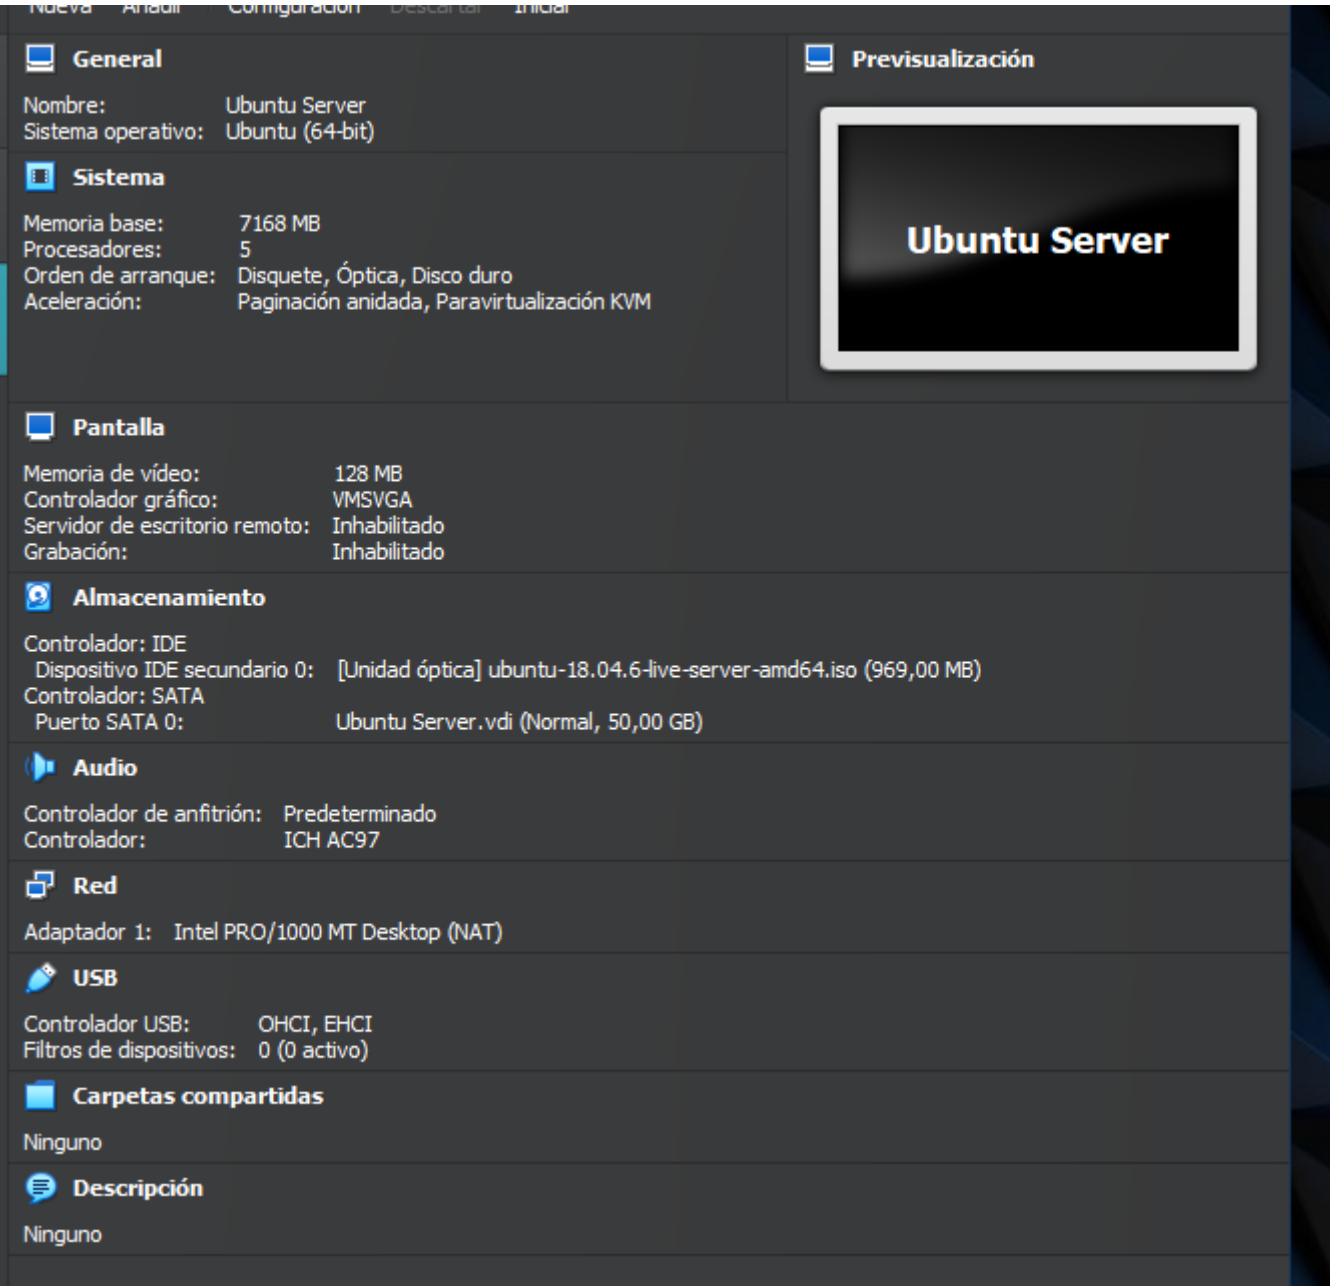 Nueva Añadir Configuración Descartar Iniciar
General
Nombre: Ubuntu Server
Sistema operativo: Ubuntu (64-bit)
Previsualización
Ubuntu Server
Sistema
Memoria base: 7168 MB
Procesadores: 5
Orden de arranque: Disquete, Óptica, Disco duro
Aceleración: Paginación anidada, Paravirtualización KVM
Pantalla
Memoria de vídeo: 128 MB
Controlador gráfico: VMSVGA
Servidor de escritorio remoto: Inhabilitado
Grabación: Inhabilitado
Almacenamiento
Controlador: IDE
Dispositivo IDE secundario 0: [Unidad óptica] ubuntu-18.04.6-live-server-amd64.iso (969,00 MB)
Controlador: SATA
Puerto SATA 0: Ubuntu Server.vdi (Normal, 50,00 GB)
Audio
Controlador de anfitrión: Predeterminado
Controlador: ICH AC97
Red
Adaptador 1: Intel PRO/1000 MT Desktop (NAT)
USB
Controlador USB: OHCI, EHCI
Filtros de dispositivos: 0 (0 activo)
Carpetas compartidas
Ninguno
Descripción
Ninguno